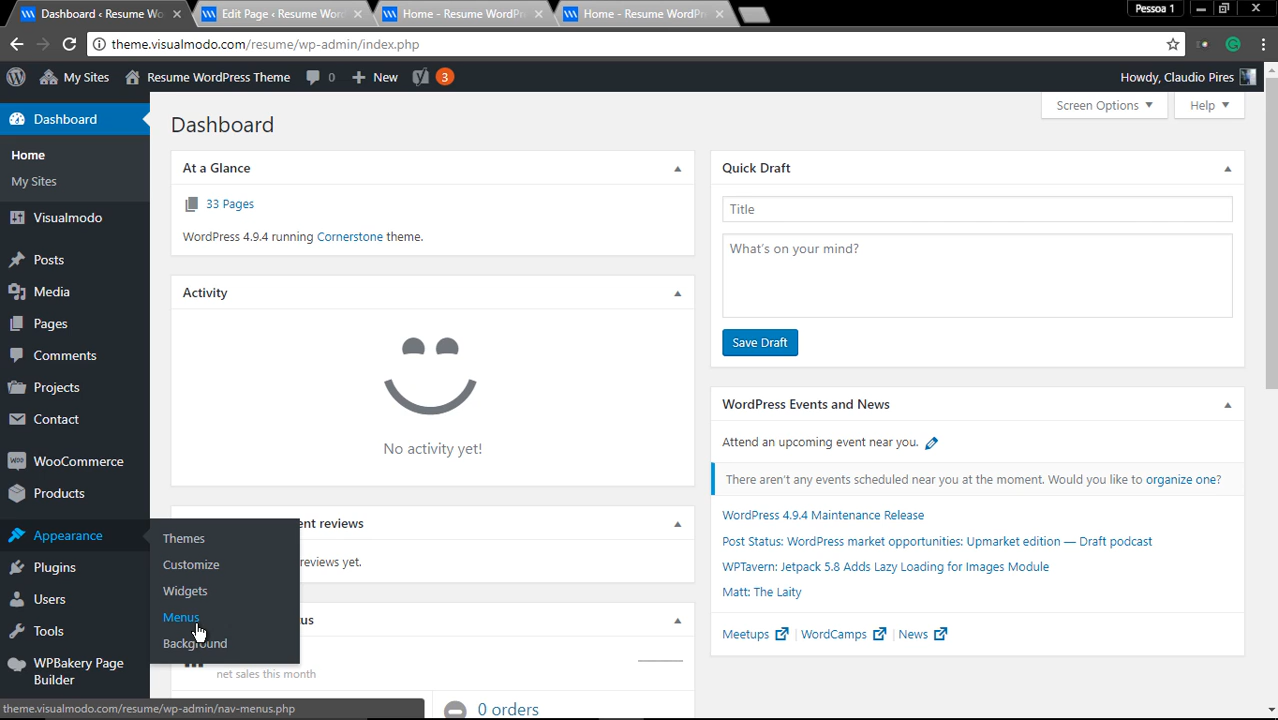 Dashboard ‹ Resume Wo
Edit Page ‹ Resume Wor
Home - Resume WordPr
Home - Resume WordPr
Pessoa 1
theme.visualmodo.com/resume/wp-admin/index.php
My Sites
Resume WordPress Theme
0
New
3
Howdy, Claudio Pires
Dashboard
Home
My Sites
Visualmodo
Posts
Media
Pages
Comments
Projects
Contact
WooCommerce
Products
Appearance
Plugins
Users
Tools
WPBakery Page
Builder
Themes
Customize
Widgets
Menus
Background
Screen Options
Help
Dashboard
At a Glance
33 Pages
WordPress 4.9.4 running Cornerstone theme.
Activity
No activity yet!
ent reviews
reviews yet.
us
net sales this month
0 orders
Quick Draft
Title
What's on your mind?
Save Draft
WordPress Events and News
Attend an upcoming event near you.
There aren't any events scheduled near you at the moment. Would you like to organize one?
WordPress 4.9.4 Maintenance Release
Post Status: WordPress market opportunities: Upmarket edition — Draft podcast
WPTavern: Jetpack 5.8 Adds Lazy Loading for Images Module
Matt: The Laity
Meetups
WordCamps
News
theme.visualmodo.com/resume/wp-admin/nav-menus.php